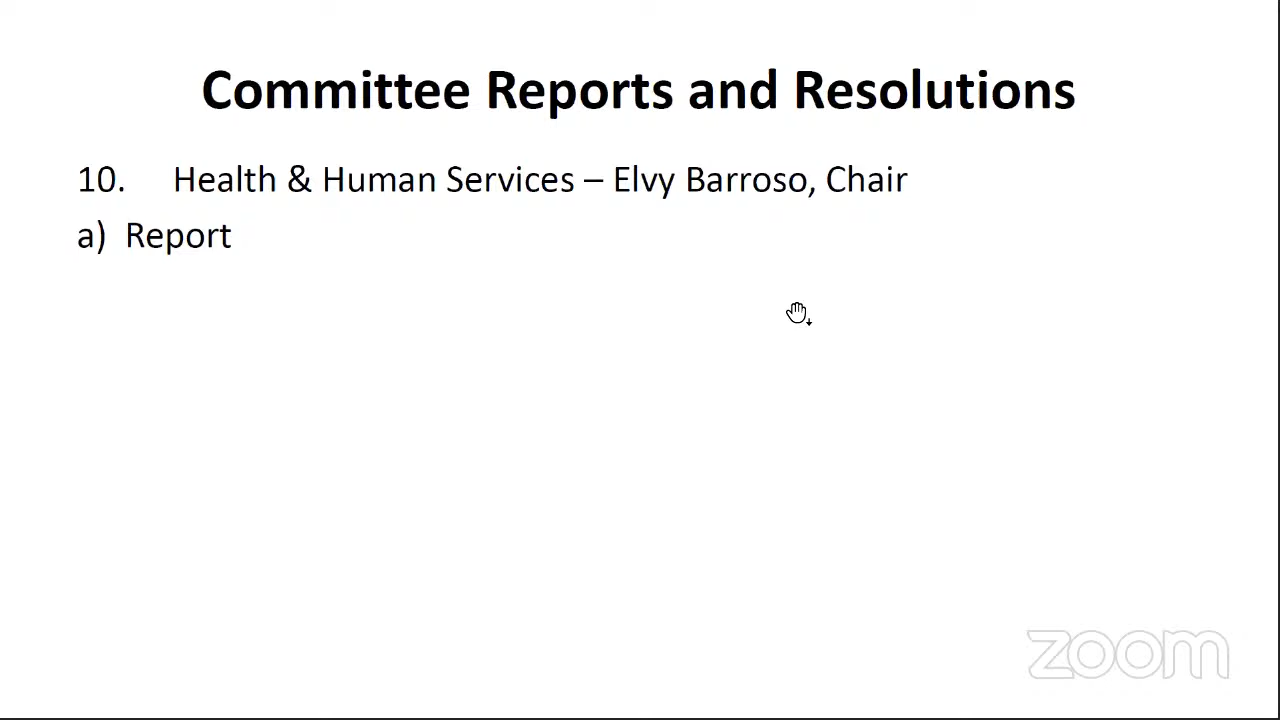 Committee Reports and Resolutions
10. Health & Human Services – Elvy Barroso, Chair
a) Report
zoom